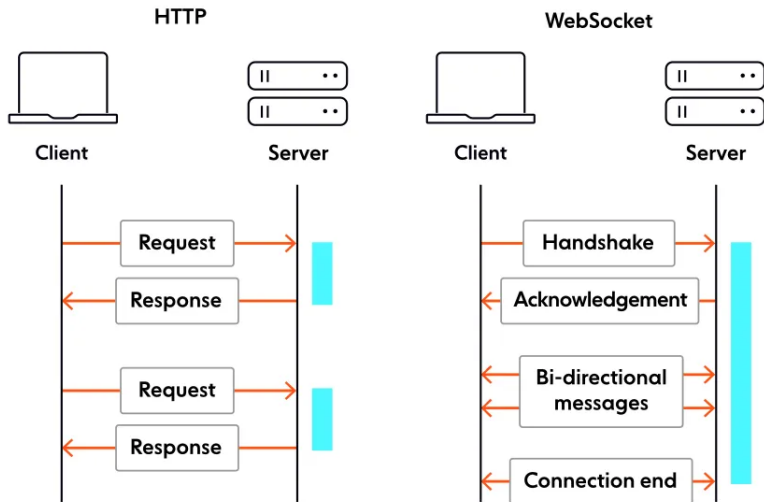 HTTP
Client
Server
Request
Response
Request
Response
WebSocket
Client
Server
Handshake
Acknowledgement
Bi-directional
messages
Connection end